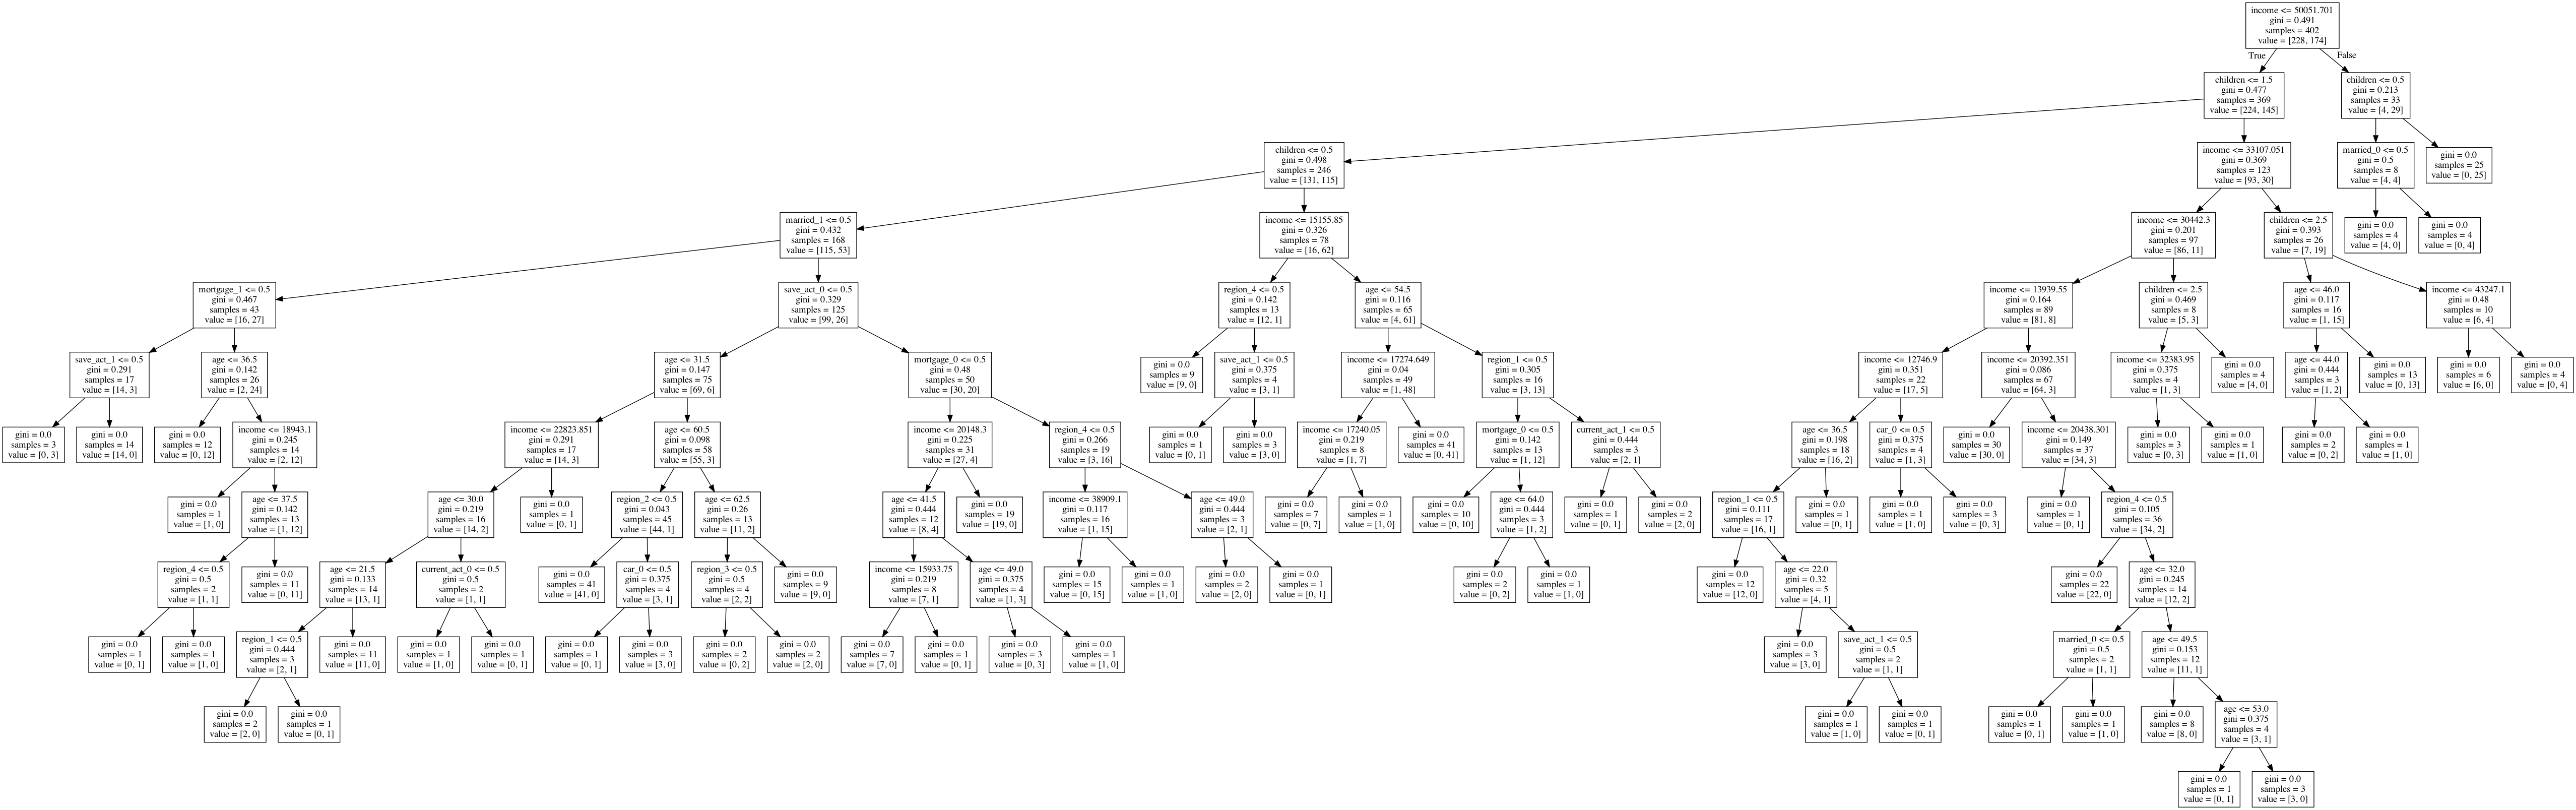 income <= 50051.701
gini = 0.491
samples = 402
value = [228, 174]
True
False
children <= 1.5
gini = 0.477
samples = 369
value = [224, 145]
children <= 0.5
gini = 0.213
samples = 33
value = [4, 29]
children <= 0.5
gini = 0.498
samples = 246
value = [131, 115]
income <= 33107.051
gini = 0.369
samples = 123
value = [93, 30]
married_0 <= 0.5
gini = 0.5
samples = 8
value = [4, 4]
gini = 0.0
samples = 25
value = [0, 25]
married_1 <= 0.5
gini = 0.432
samples = 168
value = [115, 53]
income <= 15155.85
gini = 0.326
samples = 78
value = [16, 62]
income <= 30442.3
gini = 0.201
samples = 97
value = [86, 11]
children <= 2.5
gini = 0.393
samples = 26
value = [7, 19]
gini = 0.0
samples = 4
value = [4, 0]
gini = 0.0
samples = 4
value = [0, 4]
mortgage_1 <= 0.5
gini = 0.467
samples = 43
value = [16, 27]
save_act_0 <= 0.5
gini = 0.329
samples = 125
value = [99, 26]
region_4 <= 0.5
gini = 0.142
samples = 13
value = [12, 1]
age <= 54.5
gini = 0.116
samples = 65
value = [4, 61]
income <= 13939.55
gini = 0.164
samples = 89
value = [81, 8]
children <= 2.5
gini = 0.469
samples = 8
value = [5, 3]
age <= 46.0
gini = 0.117
samples = 16
value = [1, 15]
income <= 43247.1
gini = 0.48
samples = 10
value = [6, 4]
save_act_1 <= 0.5
gini = 0.291
samples = 17
value = [14, 3]
age <= 36.5
gini = 0.142
samples = 26
value = [2, 24]
age <= 31.5
gini = 0.147
samples = 75
value = [69, 6]
mortgage_0 <= 0.5
gini = 0.48
samples = 50
value = [30, 20]
gini = 0.0
samples = 9
value = [9, 0]
save_act_1 <= 0.5
gini = 0.375
samples = 4
value = [3, 1]
income <= 17274.649
gini = 0.04
samples = 49
value = [1, 48]
region_1 <= 0.5
gini = 0.305
samples = 16
value = [3, 13]
income <= 12746.9
gini = 0.351
samples = 22
value = [17, 5]
income <= 20392.351
gini = 0.086
samples = 67
value = [64, 3]
income <= 32383.95
gini = 0.375
samples = 4
value = [1, 3]
gini = 0.0
samples = 4
value = [4, 0]
age <= 44.0
gini = 0.444
samples = 3
value = [1, 2]
gini = 0.0
samples = 13
value = [0, 13]
gini = 0.0
samples = 6
value = [6, 0]
gini = 0.0
samples = 4
value = [0, 4]
gini = 0.0
samples = 3
value = [0, 3]
gini = 0.0
samples = 14
value = [14, 0]
gini = 0.0
samples = 12
value = [0, 12]
income <= 18943.1
gini = 0.245
samples = 14
value = [2, 12]
income <= 22823.851
gini = 0.291
samples = 17
value = [14, 3]
age <= 60.5
gini = 0.098
samples = 58
value = [55, 3]
income <= 20148.3
gini = 0.225
samples = 31
value = [27, 4]
region_4 <= 0.5
gini = 0.266
samples = 19
value = [3, 16]
gini = 0.0
samples = 1
value = [0, 1]
gini = 0.0
samples = 3
value = [3, 0]
income <= 17240.05
gini = 0.219
samples = 8
value = [1, 7]
gini = 0.0
samples = 41
value = [0, 41]
mortgage_0 <= 0.5
gini = 0.142
samples = 13
value = [1, 12]
current_act_1 <= 0.5
gini = 0.444
samples = 3
value = [2, 1]
age <= 36.5
gini = 0.198
samples = 18
value = [16, 2]
car_0 <= 0.5
gini = 0.375
samples = 4
value = [1, 3]
gini = 0.0
samples = 30
value = [30, 0]
income <= 20438.301
gini = 0.149
samples = 37
value = [34, 3]
gini = 0.0
samples = 3
value = [0, 3]
gini = 0.0
samples = 1
value = [1, 0]
gini = 0.0
samples = 2
value = [0, 2]
gini = 0.0
samples = 1
value = [1, 0]
gini = 0.0
samples = 1
value = [1, 0]
age <= 37.5
gini = 0.142
samples = 13
value = [1, 12]
age <= 30.0
gini = 0.219
samples = 16
value = [14, 2]
gini = 0.0
samples = 1
value = [0, 1]
region_2 <= 0.5
gini = 0.043
samples = 45
value = [44, 1]
age <= 62.5
gini = 0.26
samples = 13
value = [11, 2]
age <= 41.5
gini = 0.444
samples = 12
value = [8, 4]
gini = 0.0
samples = 19
value = [19, 0]
income <= 38909.1
gini = 0.117
samples = 16
value = [1, 15]
age <= 49.0
gini = 0.444
samples = 3
value = [2, 1]
gini = 0.0
samples = 7
value = [0, 7]
gini = 0.0
samples = 1
value = [1, 0]
gini = 0.0
samples = 10
value = [0, 10]
age <= 64.0
gini = 0.444
samples = 3
value = [1, 2]
gini = 0.0
samples = 1
value = [0, 1]
gini = 0.0
samples = 2
value = [2, 0]
region_1 <= 0.5
gini = 0.111
samples = 17
value = [16, 1]
gini = 0.0
samples = 1
value = [0, 1]
gini = 0.0
samples = 1
value = [1, 0]
gini = 0.0
samples = 3
value = [0, 3]
gini = 0.0
samples = 1
value = [0, 1]
region_4 <= 0.5
gini = 0.105
samples = 36
value = [34, 2]
region_4 <= 0.5
gini = 0.5
samples = 2
value = [1, 1]
gini = 0.0
samples = 11
value = [0, 11]
age <= 21.5
gini = 0.133
samples = 14
value = [13, 1]
current_act_0 <= 0.5
gini = 0.5
samples = 2
value = [1, 1]
gini = 0.0
samples = 41
value = [41, 0]
car_0 <= 0.5
gini = 0.375
samples = 4
value = [3, 1]
region_3 <= 0.5
gini = 0.5
samples = 4
value = [2, 2]
gini = 0.0
samples = 9
value = [9, 0]
income <= 15933.75
gini = 0.219
samples = 8
value = [7, 1]
age <= 49.0
gini = 0.375
samples = 4
value = [1, 3]
gini = 0.0
samples = 15
value = [0, 15]
gini = 0.0
samples = 1
value = [1, 0]
gini = 0.0
samples = 2
value = [2, 0]
gini = 0.0
samples = 1
value = [0, 1]
gini = 0.0
samples = 2
value = [0, 2]
gini = 0.0
samples = 1
value = [1, 0]
gini = 0.0
samples = 12
value = [12, 0]
age <= 22.0
gini = 0.32
samples = 5
value = [4, 1]
gini = 0.0
samples = 22
value = [22, 0]
age <= 32.0
gini = 0.245
samples = 14
value = [12, 2]
gini = 0.0
samples = 1
value = [0, 1]
gini = 0.0
samples = 1
value = [1, 0]
region_1 <= 0.5
gini = 0.444
samples = 3
value = [2, 1]
gini = 0.0
samples = 11
value = [11, 0]
gini = 0.0
samples = 1
value = [1, 0]
gini = 0.0
samples = 1
value = [0, 1]
gini = 0.0
samples = 1
value = [0, 1]
gini = 0.0
samples = 3
value = [3, 0]
gini = 0.0
samples = 2
value = [0, 2]
gini = 0.0
samples = 2
value = [2, 0]
gini = 0.0
samples = 7
value = [7, 0]
gini = 0.0
samples = 1
value = [0, 1]
gini = 0.0
samples = 3
value = [0, 3]
gini = 0.0
samples = 1
value = [1, 0]
gini = 0.0
samples = 3
value = [3, 0]
save_act_1 <= 0.5
gini = 0.5
samples = 2
value = [1, 1]
married_0 <= 0.5
gini = 0.5
samples = 2
value = [1, 1]
age <= 49.5
gini = 0.153
samples = 12
value = [11, 1]
gini = 0.0
samples = 2
value = [2, 0]
gini = 0.0
samples = 1
value = [0, 1]
gini = 0.0
samples = 1
value = [1, 0]
gini = 0.0
samples = 1
value = [0, 1]
gini = 0.0
samples = 1
value = [0, 1]
gini = 0.0
samples = 1
value = [1, 0]
gini = 0.0
samples = 8
value = [8, 0]
age <= 53.0
gini = 0.375
samples = 4
value = [3, 1]
gini = 0.0
samples = 1
value = [0, 1]
gini = 0.0
samples = 3
value = [3, 0]